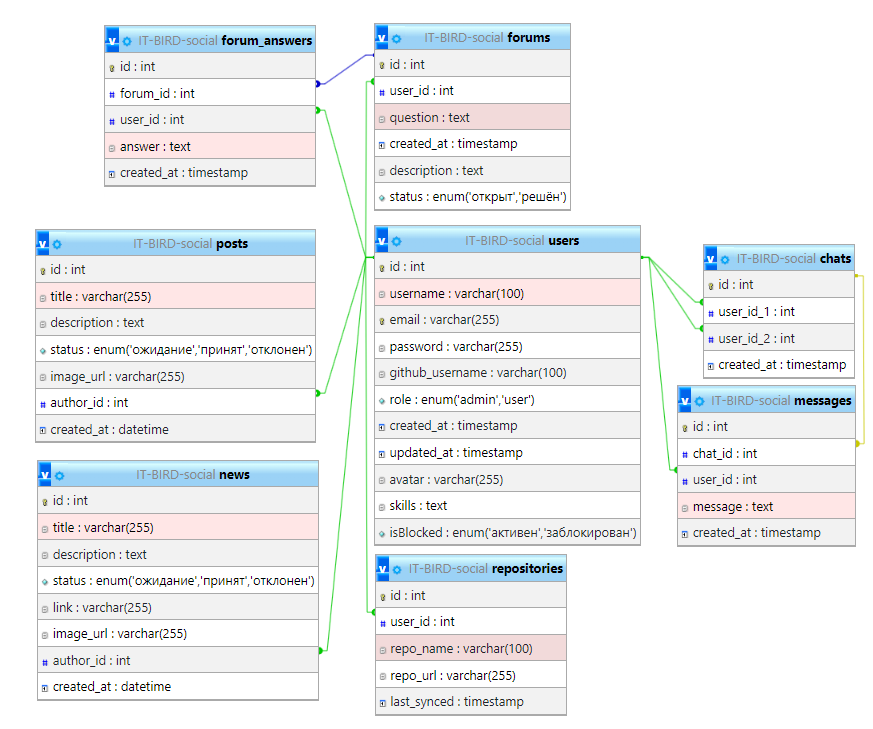 IT-BIRD-social forum_answers
id : int
forum_id : int
user_id : int
answer : text
created_at : timestamp
IT-BIRD-social forums
id : int
user_id : int
question : text
created_at : timestamp
description : text
status : enum('открыт','решён')
IT-BIRD-social posts
id : int
title : varchar(255)
description : text
status : enum('ожидание','принят','отклонен')
image_url : varchar(255)
author_id : int
created_at : datetime
IT-BIRD-social users
id : int
username : varchar(100)
email : varchar(255)
password : varchar(255)
github_username : varchar(100)
role : enum('admin','user')
created_at : timestamp
updated_at : timestamp
avatar : varchar(255)
skills : text
isBlocked : enum('активен','заблокирован')
IT-BIRD-social chats
id : int
user_id_1 : int
user_id_2 : int
created_at : timestamp
IT-BIRD-social messages
id : int
chat_id : int
user_id : int
message : text
created_at : timestamp
IT-BIRD-social news
id : int
title : varchar(255)
description : text
status : enum('ожидание','принят','отклонен')
link : varchar(255)
image_url : varchar(255)
author_id : int
created_at : datetime
IT-BIRD-social repositories
id : int
user_id : int
repo_name : varchar(100)
repo_url : varchar(255)
last_synced : timestamp